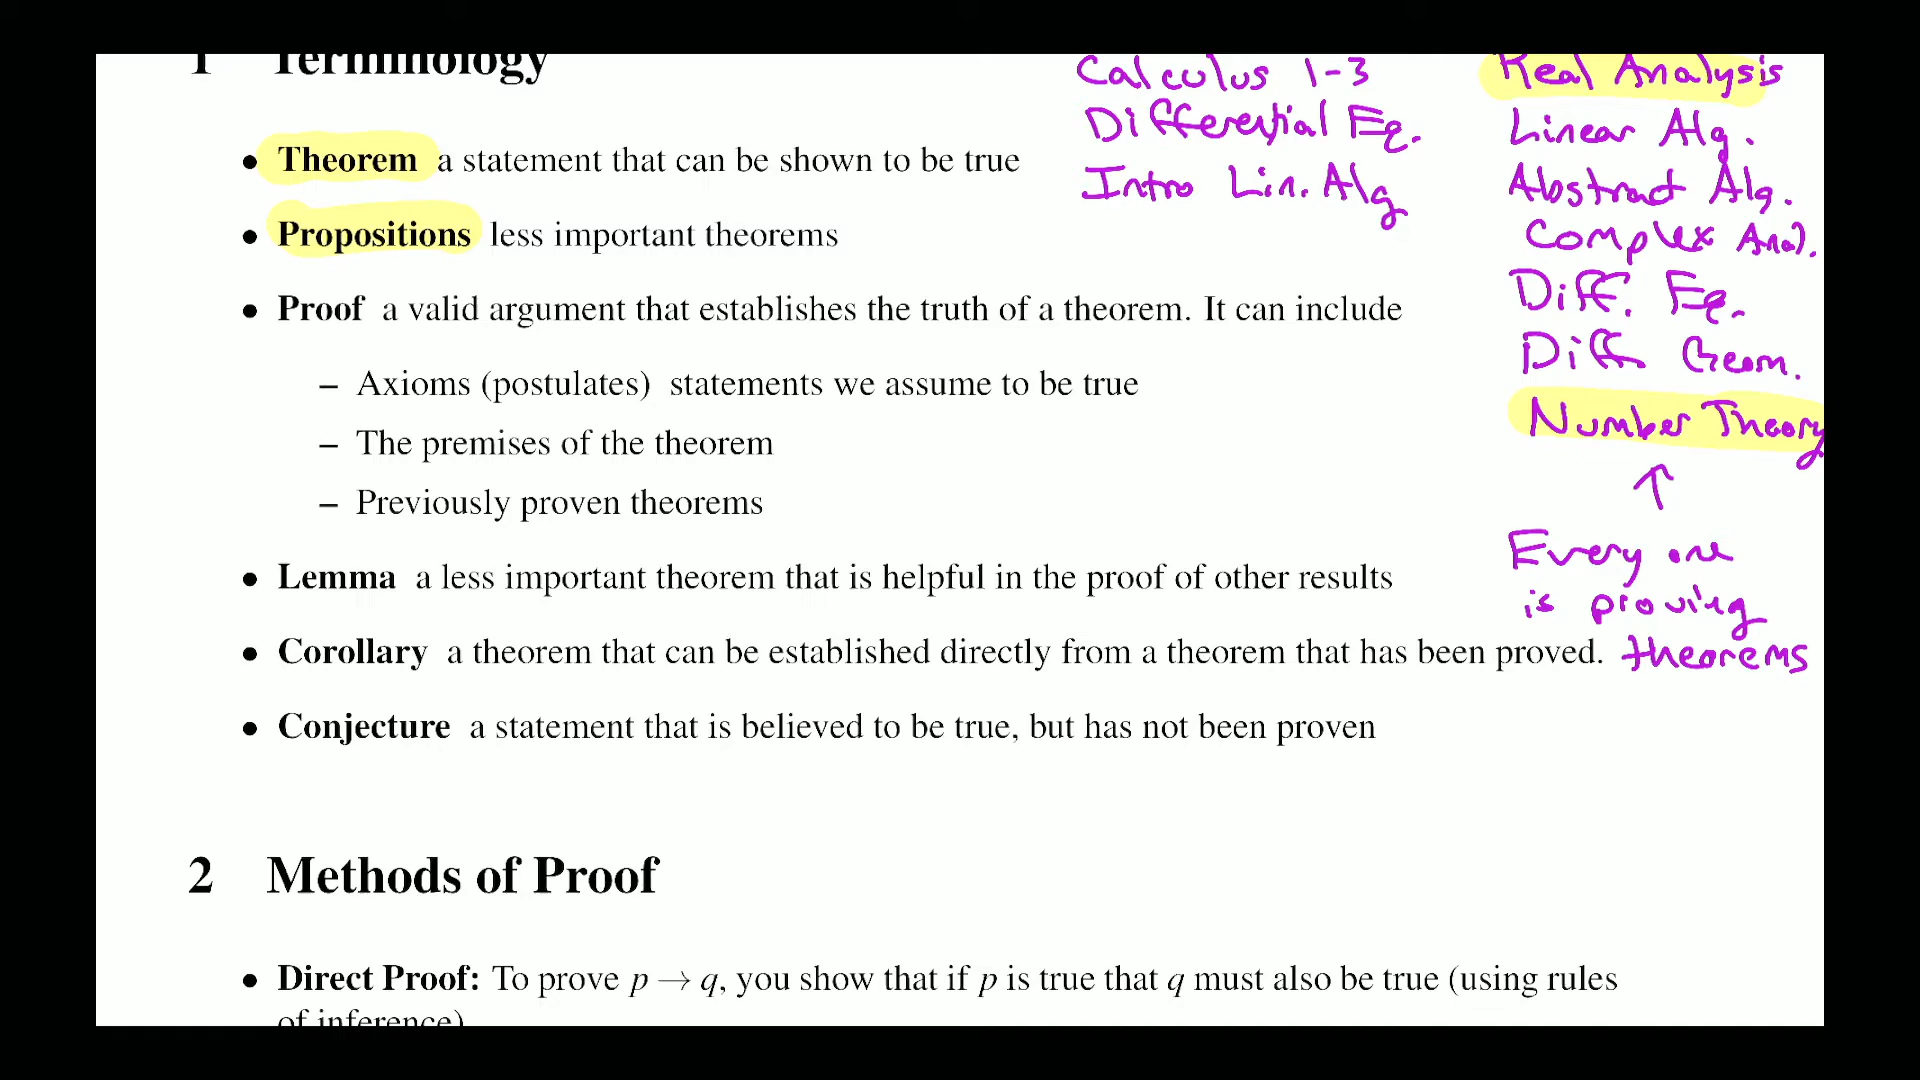 1 Terminology
• Theorem a statement that can be shown to be true
• Propositions less important theorems
• Proof a valid argument that establishes the truth of a theorem. It can include
– Axioms (postulates) statements we assume to be true
– The premises of the theorem
– Previously proven theorems
• Lemma a less important theorem that is helpful in the proof of other results
• Corollary a theorem that can be established directly from a theorem that has been proved.
• Conjecture a statement that is believed to be true, but has not been proven
2 Methods of Proof
• Direct Proof: To prove p → q, you show that if p is true that q must also be true (using rules
of inference)
Calculus 1-3
Differential Eq.
Intro Lin. Alg
Real Analysis
Linear Alg.
Abstract Alg.
Complex Anal.
Diff. Eq.
Diff Geom.
Number Theory
↑
Every one
is proving
theorems